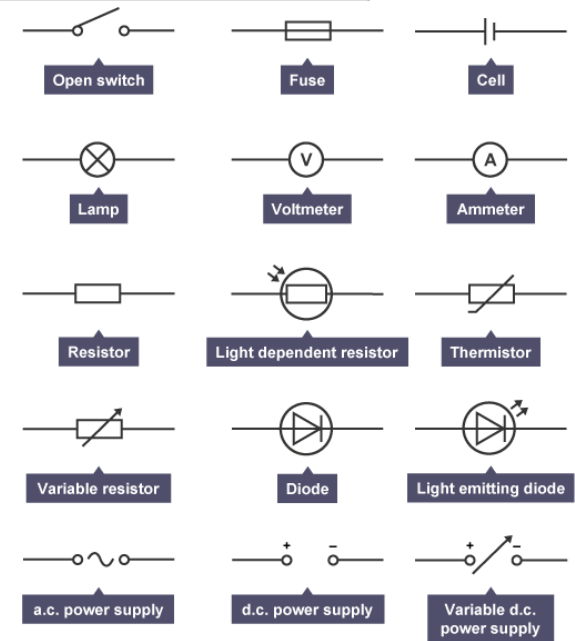 Open switch
Fuse
Cell
V
A
Lamp
Voltmeter
Ammeter
Resistor
Light dependent resistor
Thermistor
Variable resistor
Diode
Light emitting diode
+ −
+ −
a.c. power supply
d.c. power supply
Variable d.c.
power supply